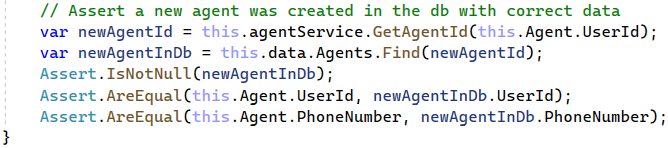 // Assert a new agent was created in the db with correct data
var newAgentId = this.agentService.GetAgentId(this.Agent.UserId);
var newAgentInDb = this.data.Agents.Find(newAgentId);
Assert.IsNotNull(newAgentInDb);
Assert.AreEqual(this.Agent.UserId, newAgentInDb.UserId);
Assert.AreEqual(this.Agent.PhoneNumber, newAgentInDb.PhoneNumber);
}